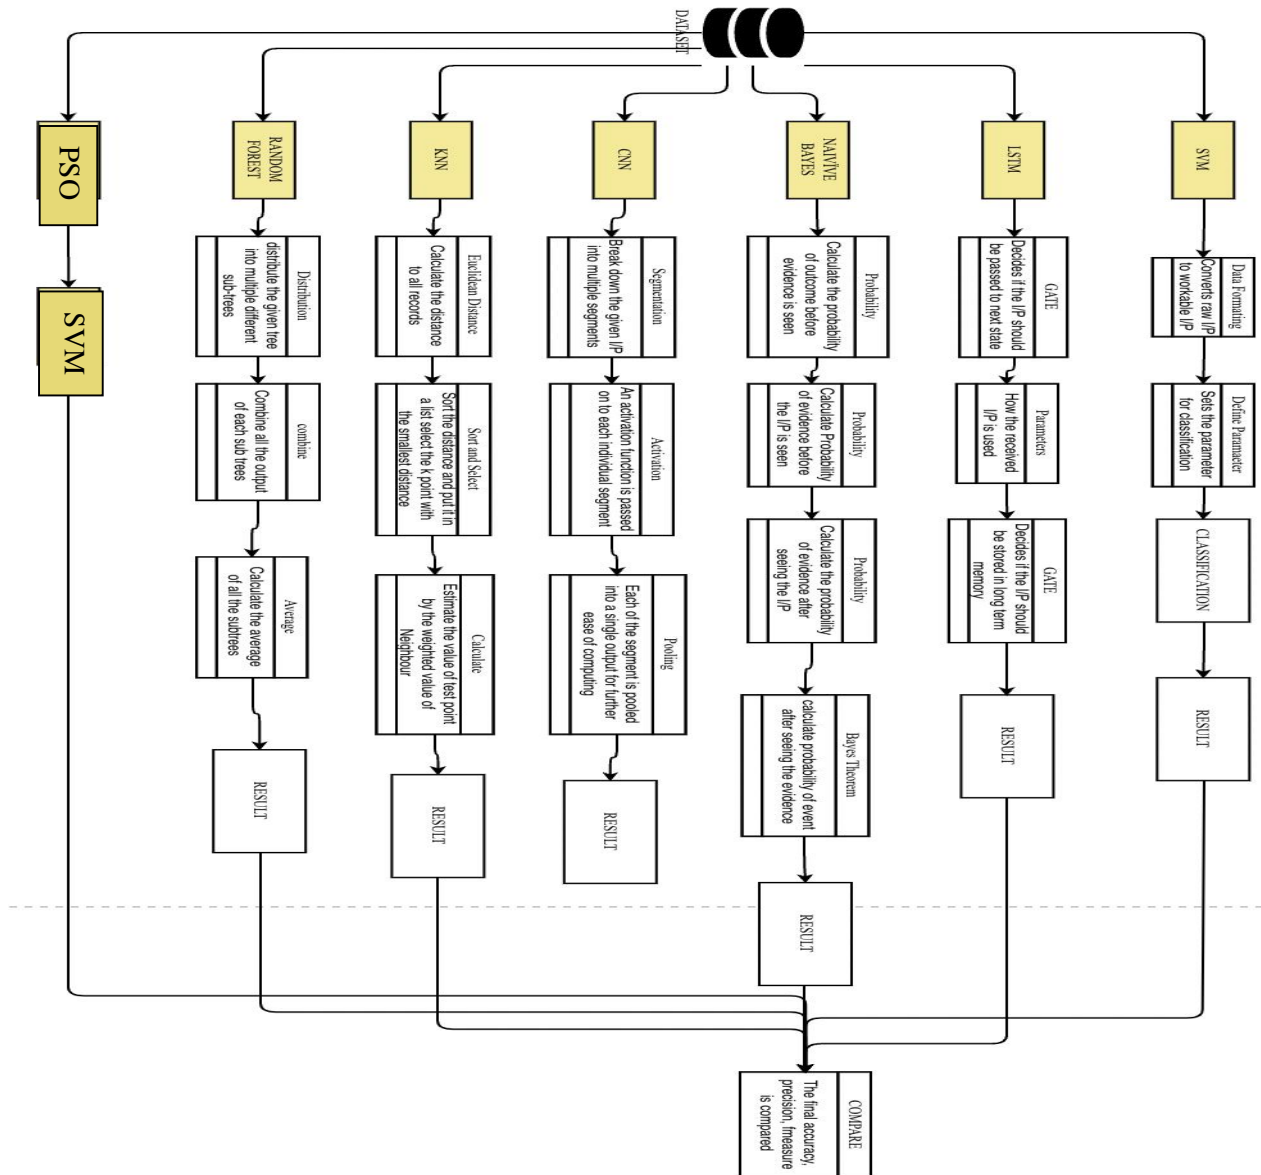 DATASET
PSO
SVM
RANDOM
FOREST
Distribution
distribute the given tree
into multiple different
sub-trees
combine
Combine all the output
of each sub trees
Average
Calculate the average
of all the subtrees
RESULT
KNN
Euclidean Distance
Calculate the distance
to all records
Sort and Select
Sort the distance and put it in
a list select the k point with
the smallest distance
Calculate
Estimate the value of test point
by the weighted value of
Neighbour
RESULT
CNN
Segmentation
Break down the given I/P
into multiple segments
Activation
An activation function is passed
on to each individual segment
Pooling
Each of the segment is pooled
into a single output for further
ease of computing
RESULT
NAIVÏVE
BAYES
Probability
Calculate the probability
of outcome before
evidence is seen
Probability
Calculate Probability
of evidence before
the I/P is seen
Probability
Calculate the probability
of evidence after
seeing the I/P
Bayes Theorem
calculate probability of event
after seeing the evidence
RESULT
LSTM
GATE
Decides if the I/P should
be passed to next state
Parameters
How the received
I/P is used
GATE
Decides if the I/P should
be stored in long term
memory
RESULT
SVM
Data Formating
Converts raw I/P
to workable I/P
Define Paramater
Sets the parameter
for classification
CLASSIFICATION
RESULT
COMPARE
The final accuracy,
precision, fmeasure
is compared